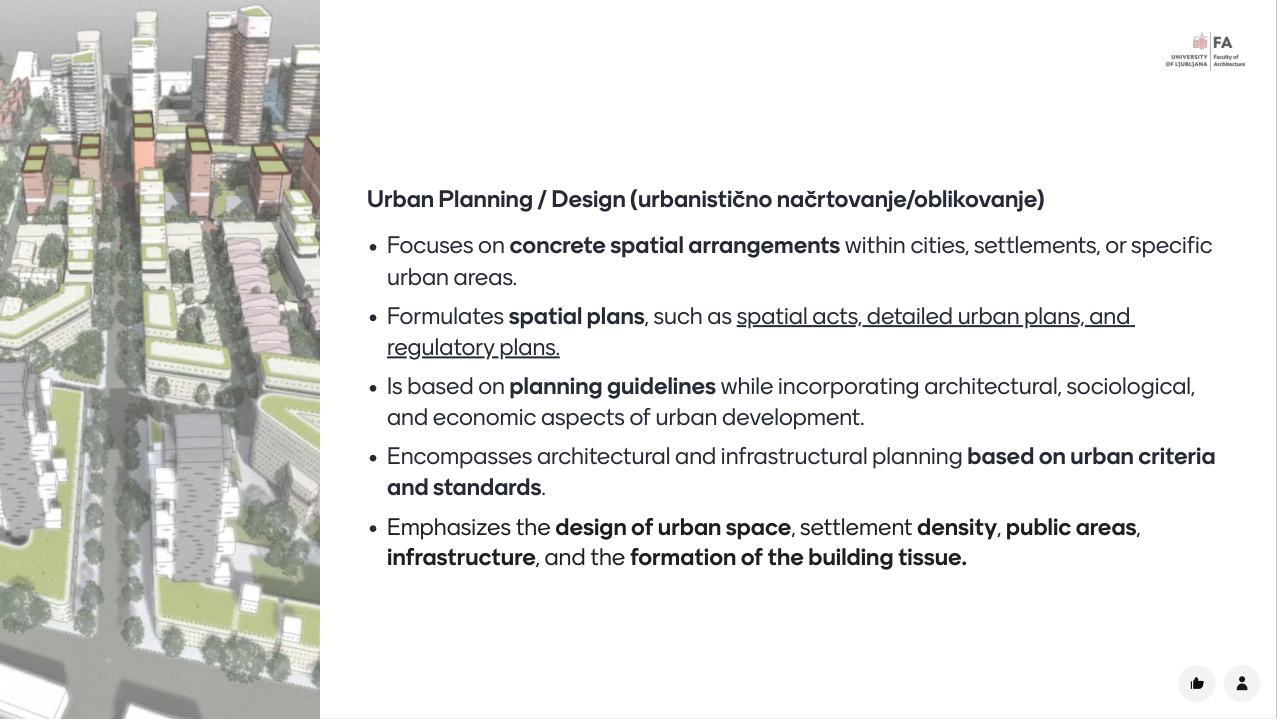 FA
UNIVERSITY
OF LJUBLJANA
Faculty of
Architecture
Urban Planning / Design (urbanistično načrtovanje/oblikovanje)
• Focuses on concrete spatial arrangements within cities, settlements, or specific
urban areas.
• Formulates spatial plans, such as spatial acts, detailed urban plans, and
regulatory plans.
• Is based on planning guidelines while incorporating architectural, sociological,
and economic aspects of urban development.
• Encompasses architectural and infrastructural planning based on urban criteria
and standards.
• Emphasizes the design of urban space, settlement density, public areas,
infrastructure, and the formation of the building tissue.